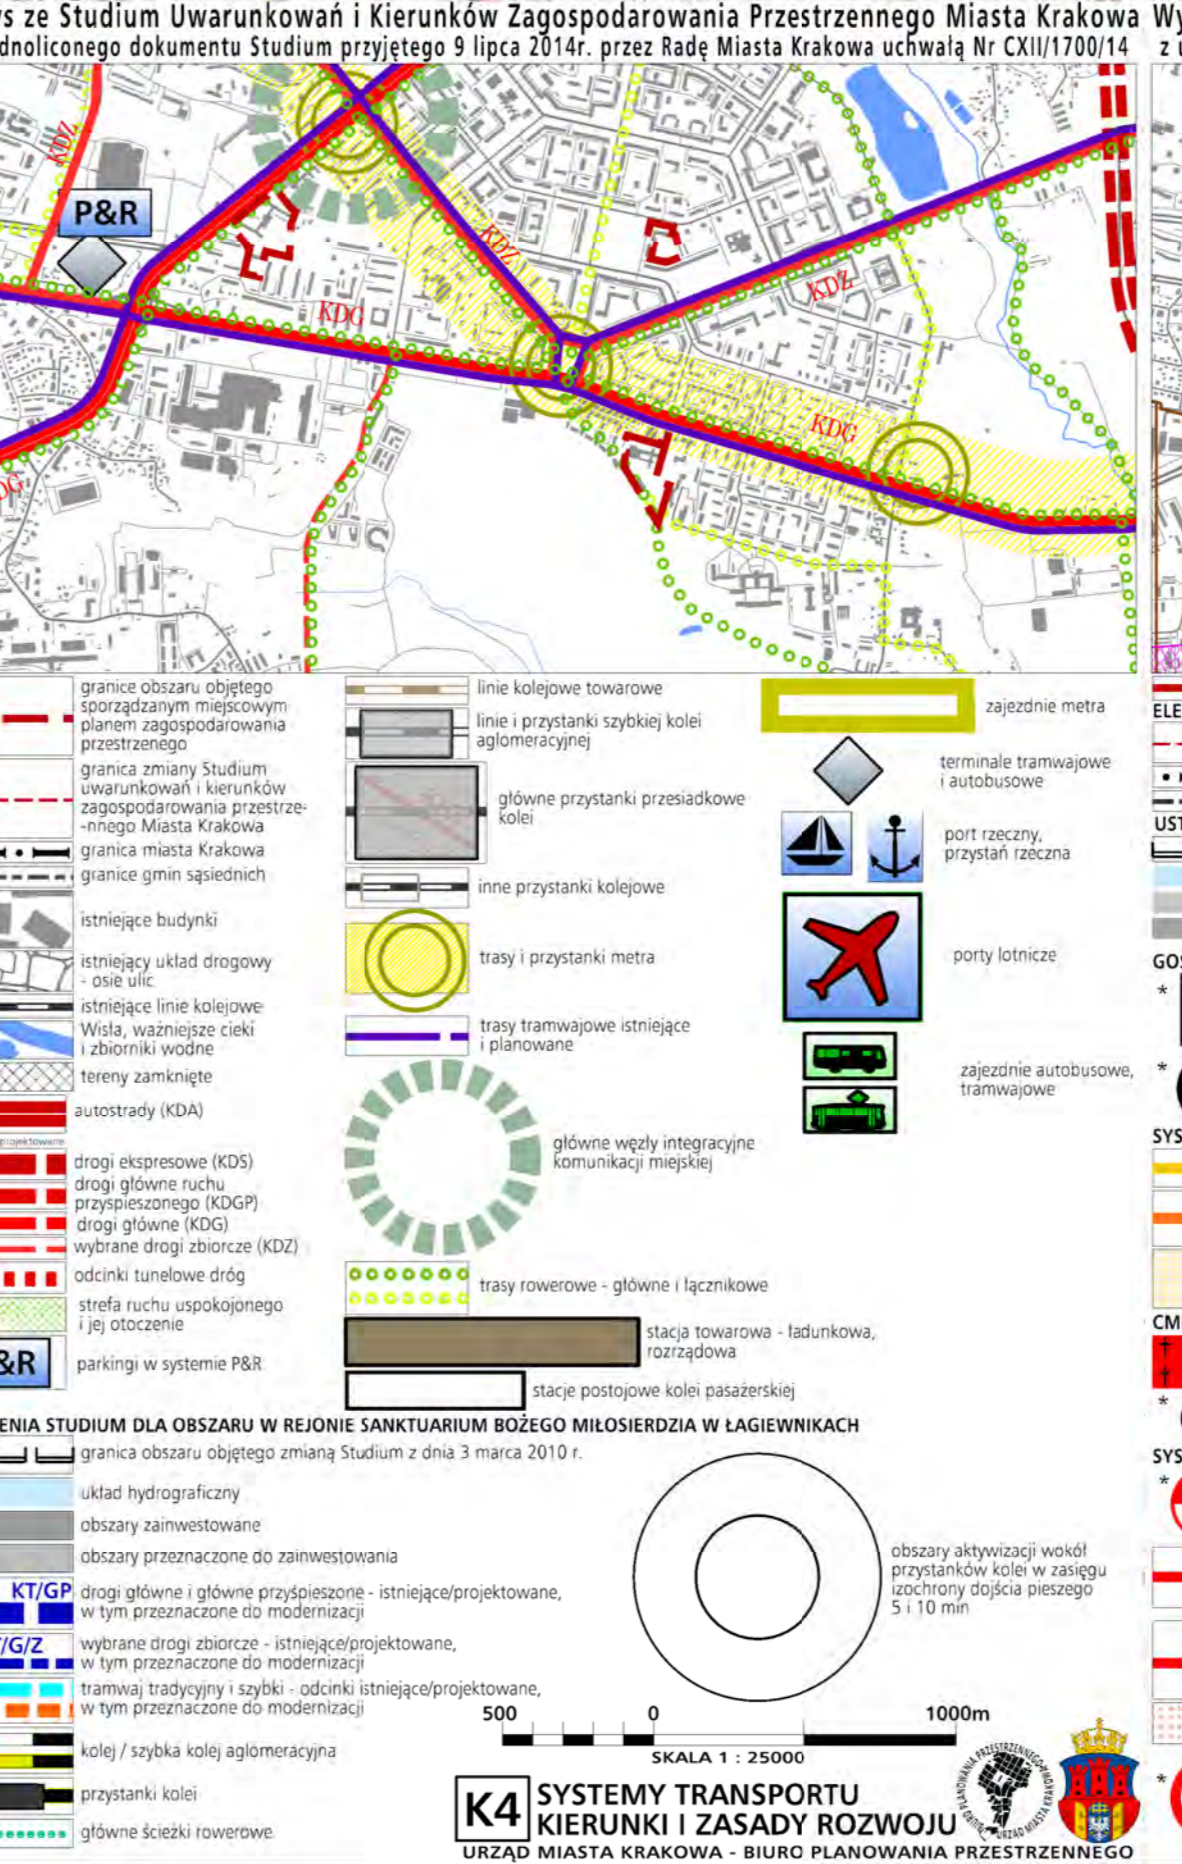 ze Studium Uwarunkowań i Kierunków Zagospodarowania Przestrzennego Miasta Krakowa
dnoliconego dokumentu Studium przyjętego 9 lipca 2014r. przez Radę Miasta Krakowa uchwałą Nr CXII/1700/14
z u
KDZ
P&R
KDZ
KDZ
KDG
KDG
DG
granice obszaru objętego
sporządzanym miejscowym
planem zagospodarowania
przestrzenego
granica zmiany Studium
uwarunkowań i kierunków
zagospodarowania przestrze-
-nnego Miasta Krakowa
granica miasta Krakowa
granice gmin sąsiednich
istniejące budynki
istniejący układ drogowy
- osie ulic
istniejące linie kolejowe
Wisła, ważniejsze cieki
i zbiorniki wodne
tereny zamknięte
autostrady (KDA)
projektowane
drogi ekspresowe (KDS)
drogi główne ruchu
przyspieszonego (KDGP)
drogi główne (KDG)
wybrane drogi zbiorcze (KDZ)
odcinki tunelowe dróg
strefa ruchu uspokojonego
i jej otoczenie
&R
parkingi w systemie P&R
linie kolejowe towarowe
linie i przystanki szybkiej kolei
aglomeracyjnej
główne przystanki przesiadkowe
kolei
inne przystanki kolejowe
trasy i przystanki metra
trasy tramwajowe istniejące
i planowane
główne węzły integracyjne
komunikacji miejskiej
trasy rowerowe - główne i łącznikowe
stacja towarowa - ładunkowa,
rozrządowa
stacje postojowe kolei pasażerskiej
zajezdnie metra
terminale tramwajowe
i autobusowe
port rzeczny,
przystań rzeczna
porty lotnicze
zajezdnie autobusowe,
tramwajowe
ELE
UST
GOS
*
*
SYS
CM
*
SYS
*
*
ENIA STUDIUM DLA OBSZARU W REJONIE SANKTUARIUM BOŻEGO MIŁOSIERDZIA W ŁAGIEWNIKACH
granica obszaru objętego zmianą Studium z dnia 3 marca 2010 r.
układ hydrograficzny
obszary zainwestowane
obszary przeznaczone do zainwestowania
KT/GP
drogi główne i główne przyśpieszone - istniejące/projektowane,
w tym przeznaczone do modernizacji
/G/Z
wybrane drogi zbiorcze - istniejące/projektowane,
w tym przeznaczone do modernizacji
tramwaj tradycyjny i szybki - odcinki istniejące/projektowane,
w tym przeznaczone do modernizacji
kolej / szybka kolej aglomeracyjna
przystanki kolei
główne ścieżki rowerowe
obszary aktywizacji wokół
przystanków kolei w zasięgu
izochrony dojścia pieszego
5 i 10 min
500 0 1000m
SKALA 1 : 25000
K4
SYSTEMY TRANSPORTU
KIERUNKI I ZASADY ROZWOJU
BIURO PLANOWANIA PRZESTRZENNEGO
URZĄD MIASTA KRAKOWA
URZĄD MIASTA KRAKOWA - BIURO PLANOWANIA PRZESTRZENNEGO